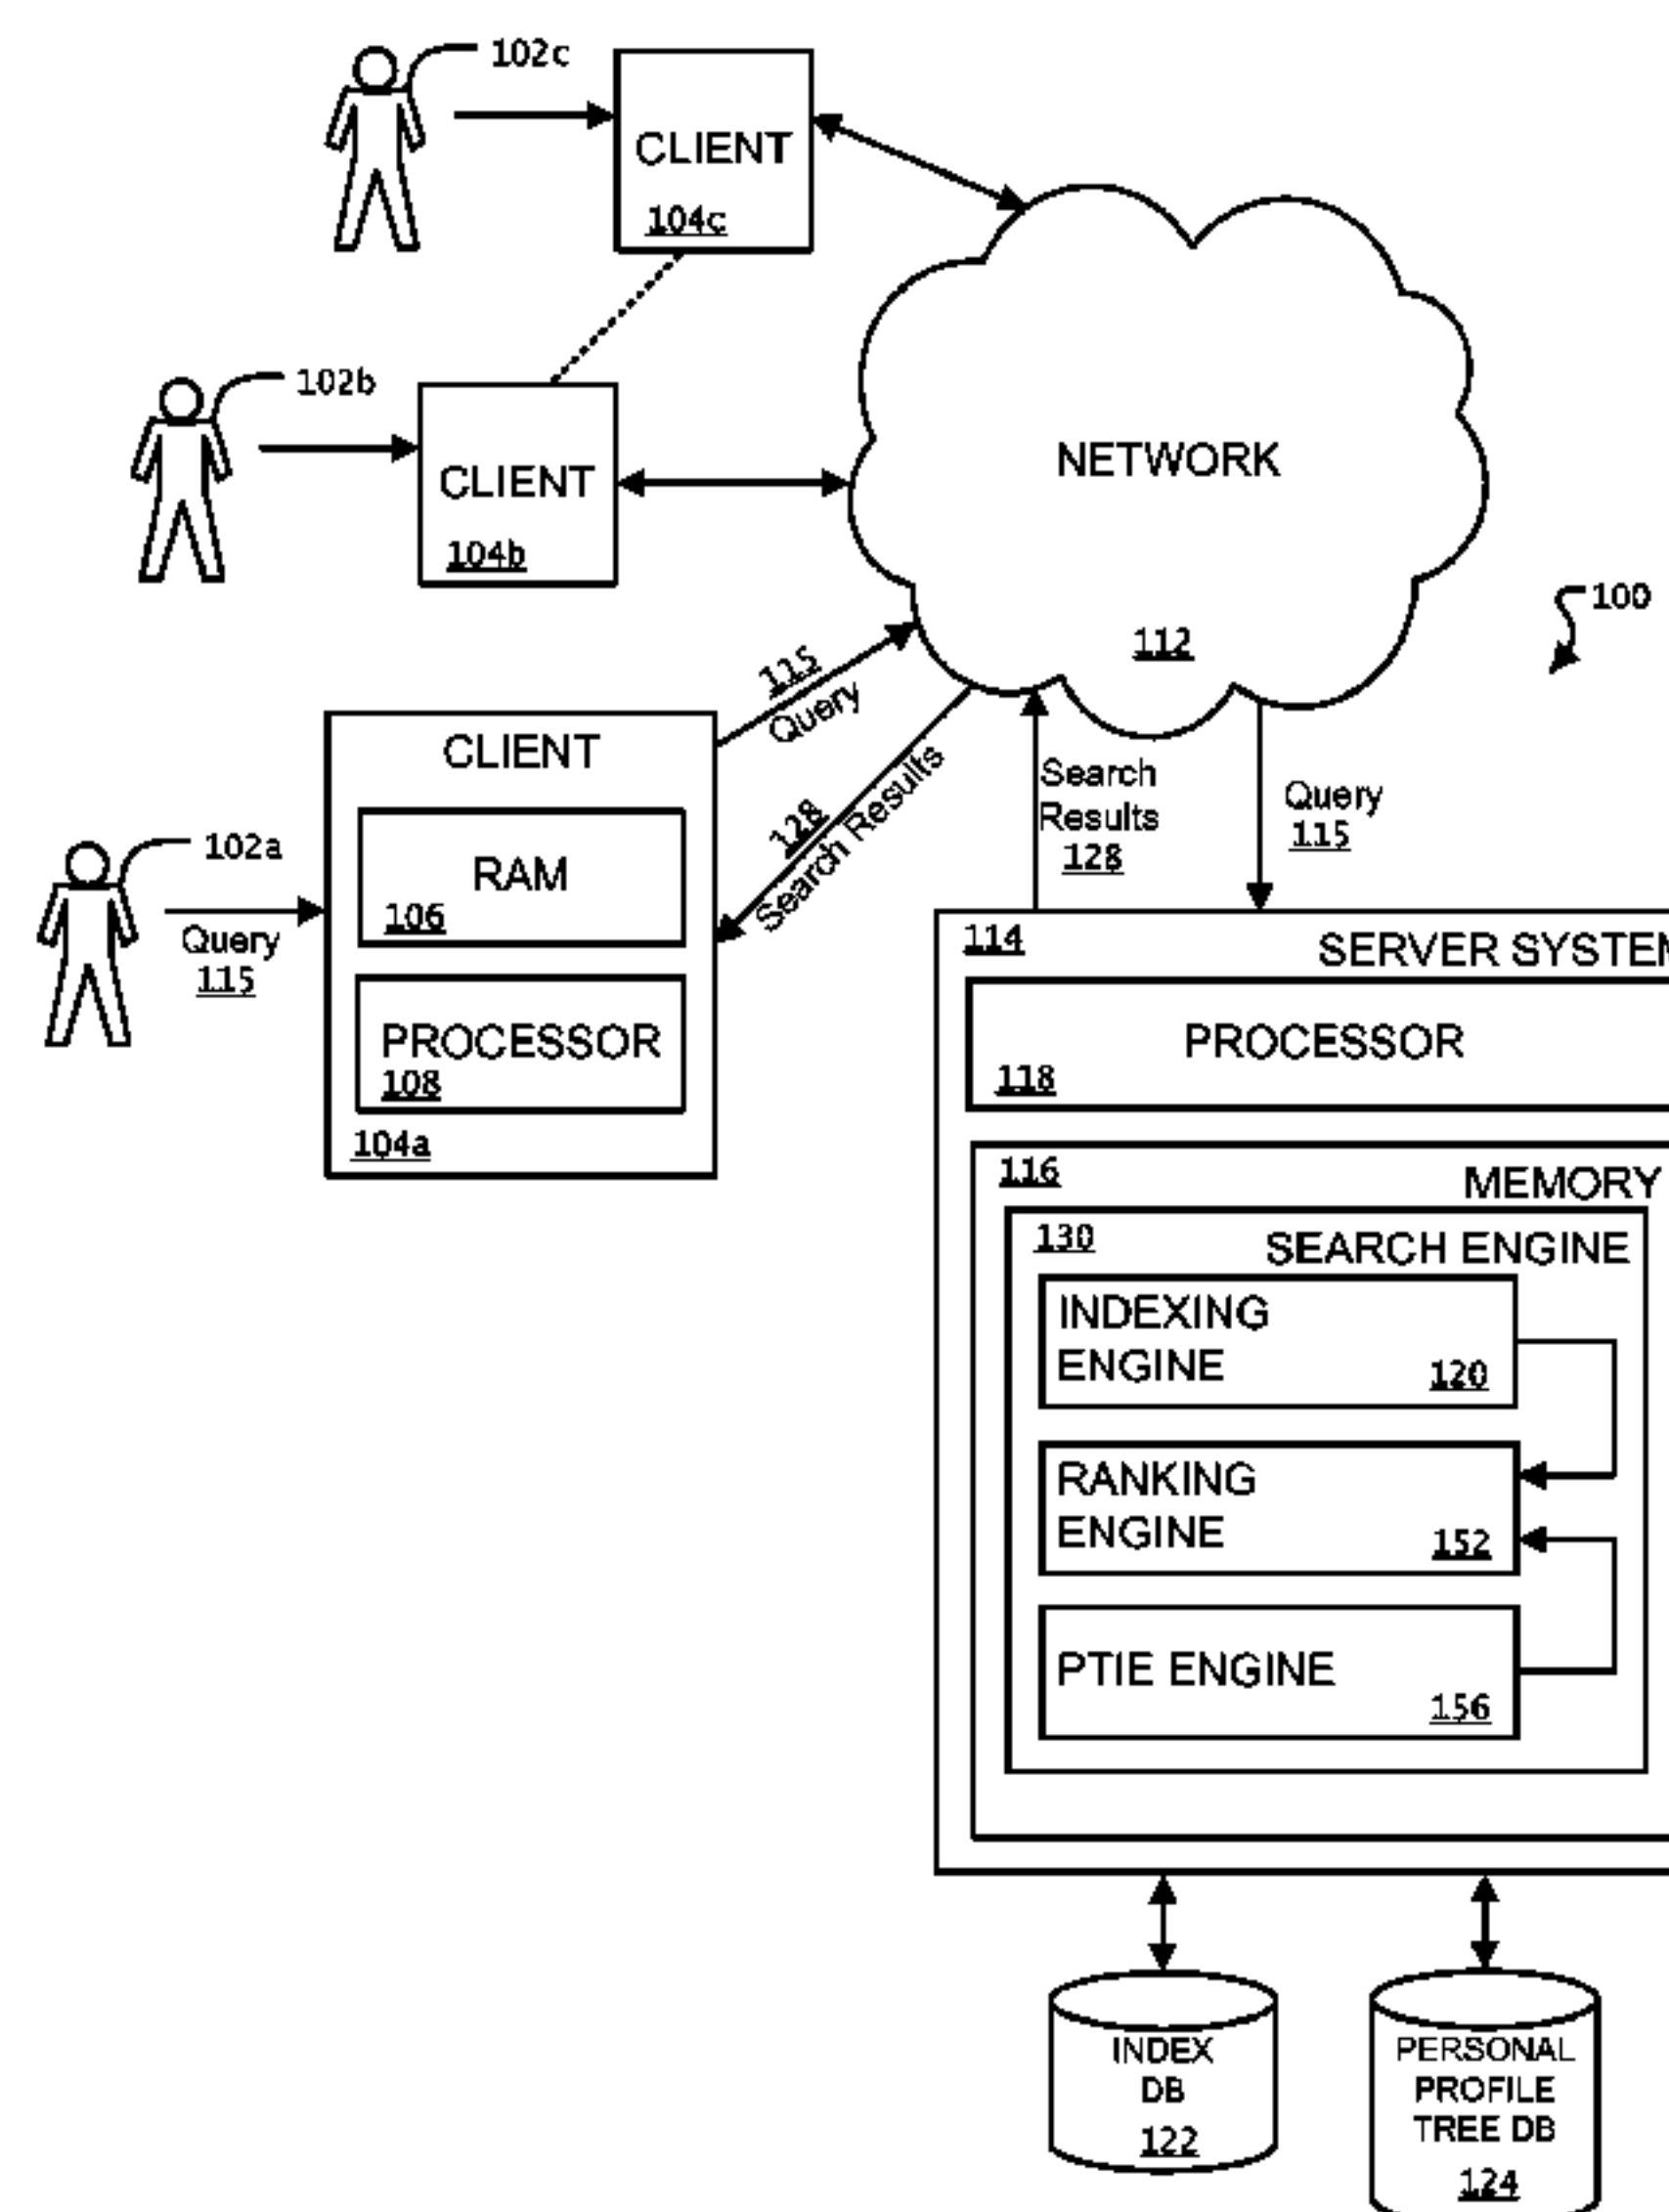 102c
CLIENT
104c
102b
CLIENT
104b
NETWORK
112
100
115
Query
128
Search Results
CLIENT
RAM
106
PROCESSOR
108
104a
102a
Query
115
Search
Results
128
Query
115
114
SERVER SYSTEM
PROCESSOR
118
116
MEMORY
130
SEARCH ENGINE
INDEXING
ENGINE
120
RANKING
ENGINE
152
PTIE ENGINE
156
INDEX
DB
122
PERSONAL
PROFILE
TREE DB
124